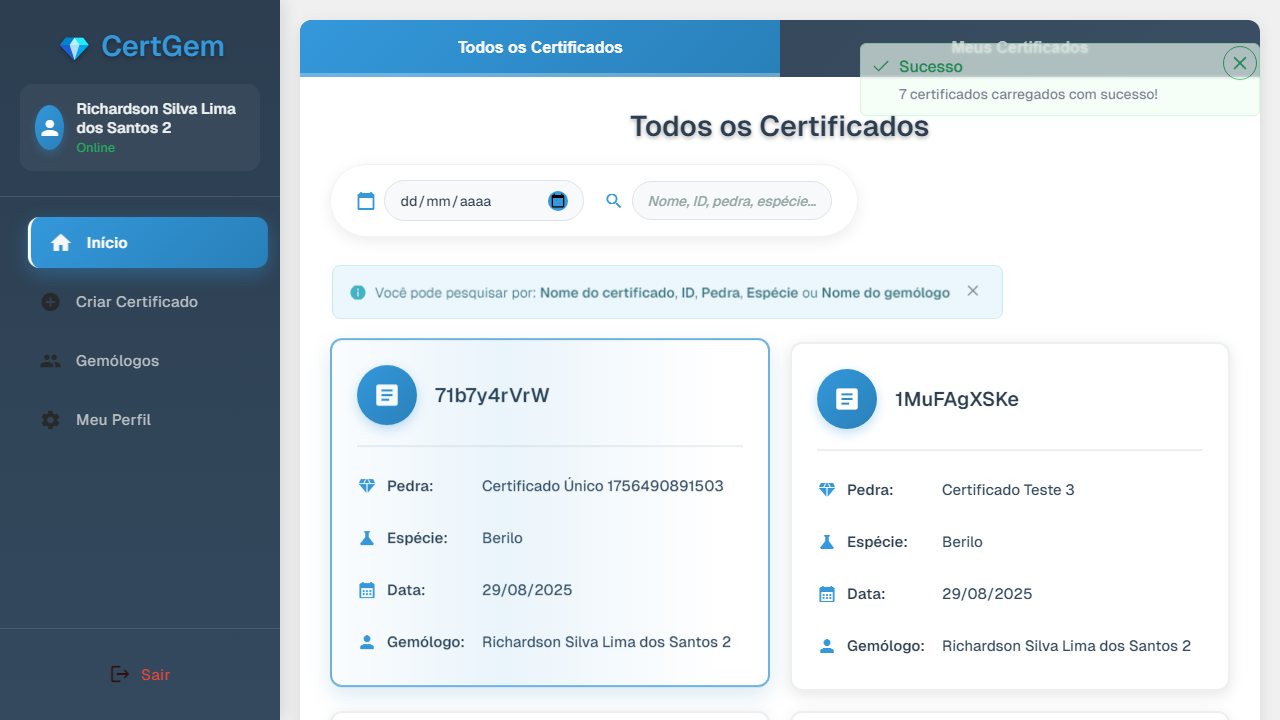 CertGem
Richardson Silva Lima
dos Santos 2
Online
Início
Criar Certificado
Gemólogos
Meu Perfil
Sair
Todos os Certificados
Meus Certificados
Sucesso
7 certificados carregados com sucesso!
Todos os Certificados
dd/mm/aaaa
Nome, ID, pedra, espécie...
Você pode pesquisar por: Nome do certificado, ID, Pedra, Espécie ou Nome do gemólogo
71b7y4rVrW
Pedra: Certificado Único 1756490891503
Espécie: Berilo
Data: 29/08/2025
Gemólogo: Richardson Silva Lima dos Santos 2
1MuFAgXSKe
Pedra: Certificado Teste 3
Espécie: Berilo
Data: 29/08/2025
Gemólogo: Richardson Silva Lima dos Santos 2